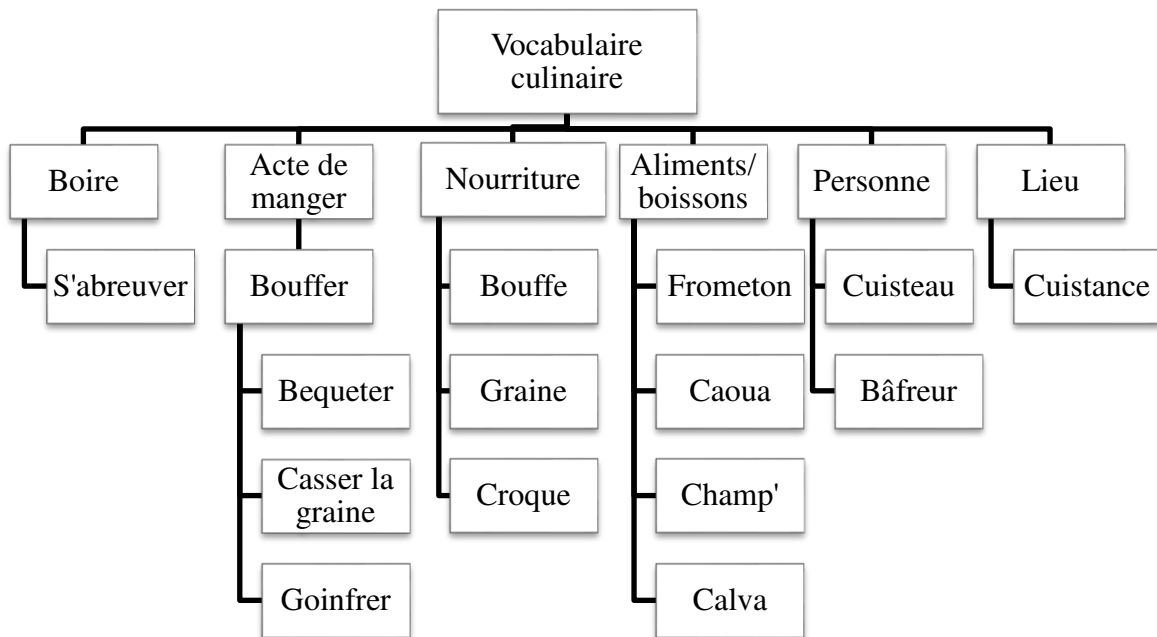 Vocabulaire
culinaire
Boire
Acte de
manger
Nourriture
Aliments/
boissons
Personne
Lieu
S'abreuver
Bouffer
Bouffe
Frometon
Cuisteau
Cuistance
Bequeter
Graine
Caoua
Bâfreur
Casser la
graine
Croque
Champ'
Goinfrer
Calva